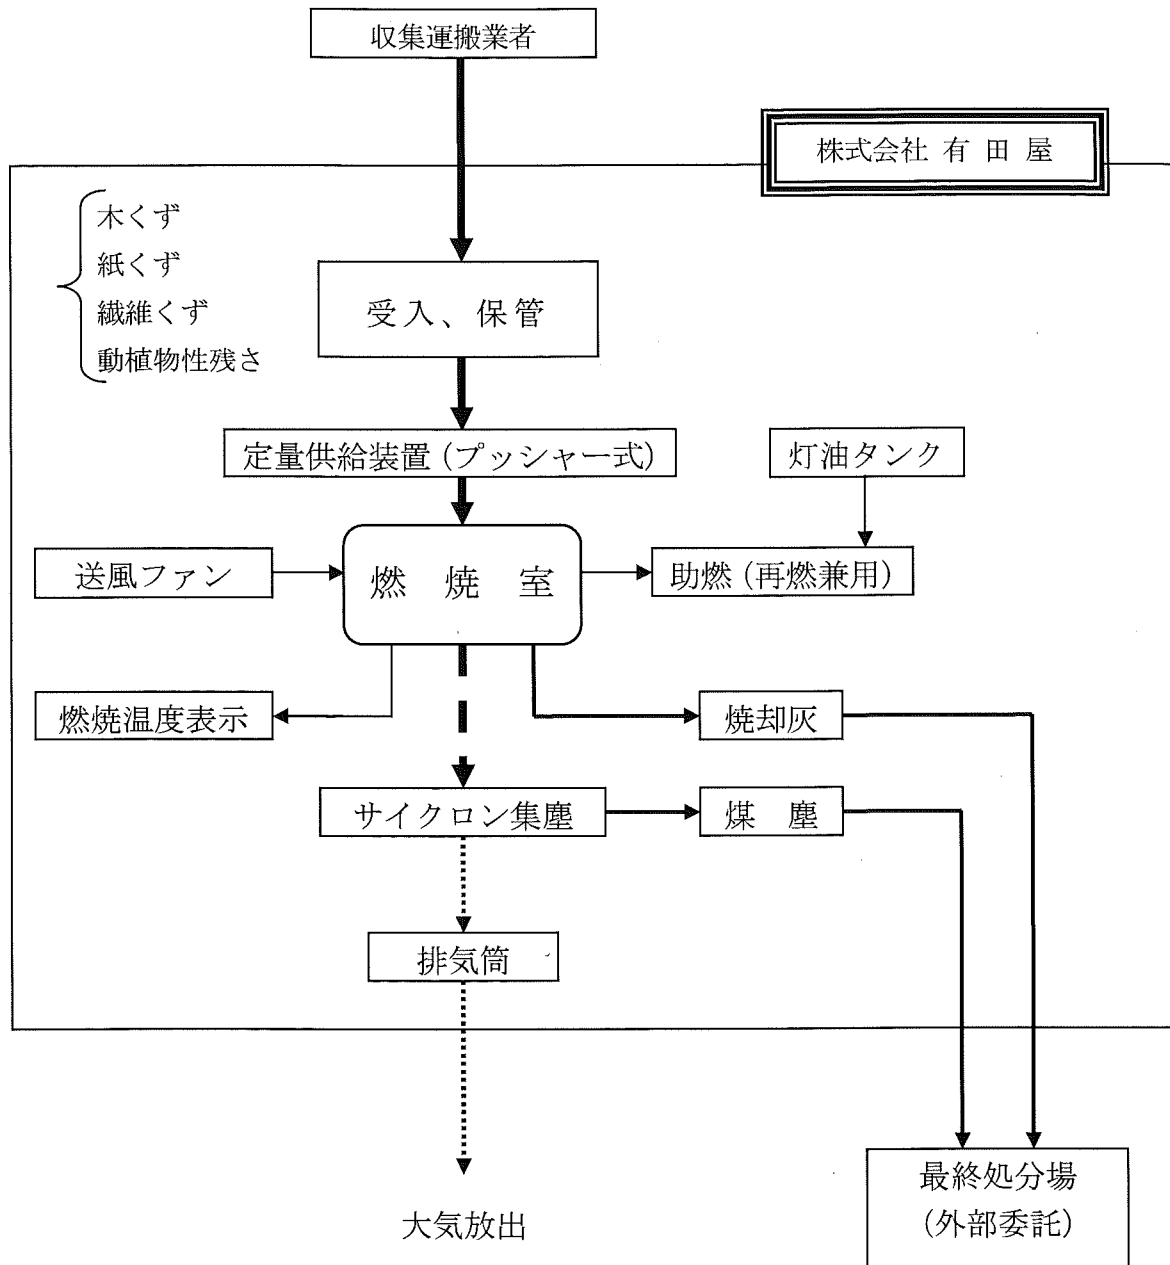 収集運搬業者
株式会社 有 田 屋
木くず
紙くず
繊維くず
動植物性残さ
受入、保管
定量供給装置(プッシャー式)
灯油タンク
送風ファン
燃 焼 室
助燃(再燃兼用)
燃焼温度表示
焼却灰
サイクロン集塵
煤 塵
排気筒
大気放出
最終処分場
(外部委託)